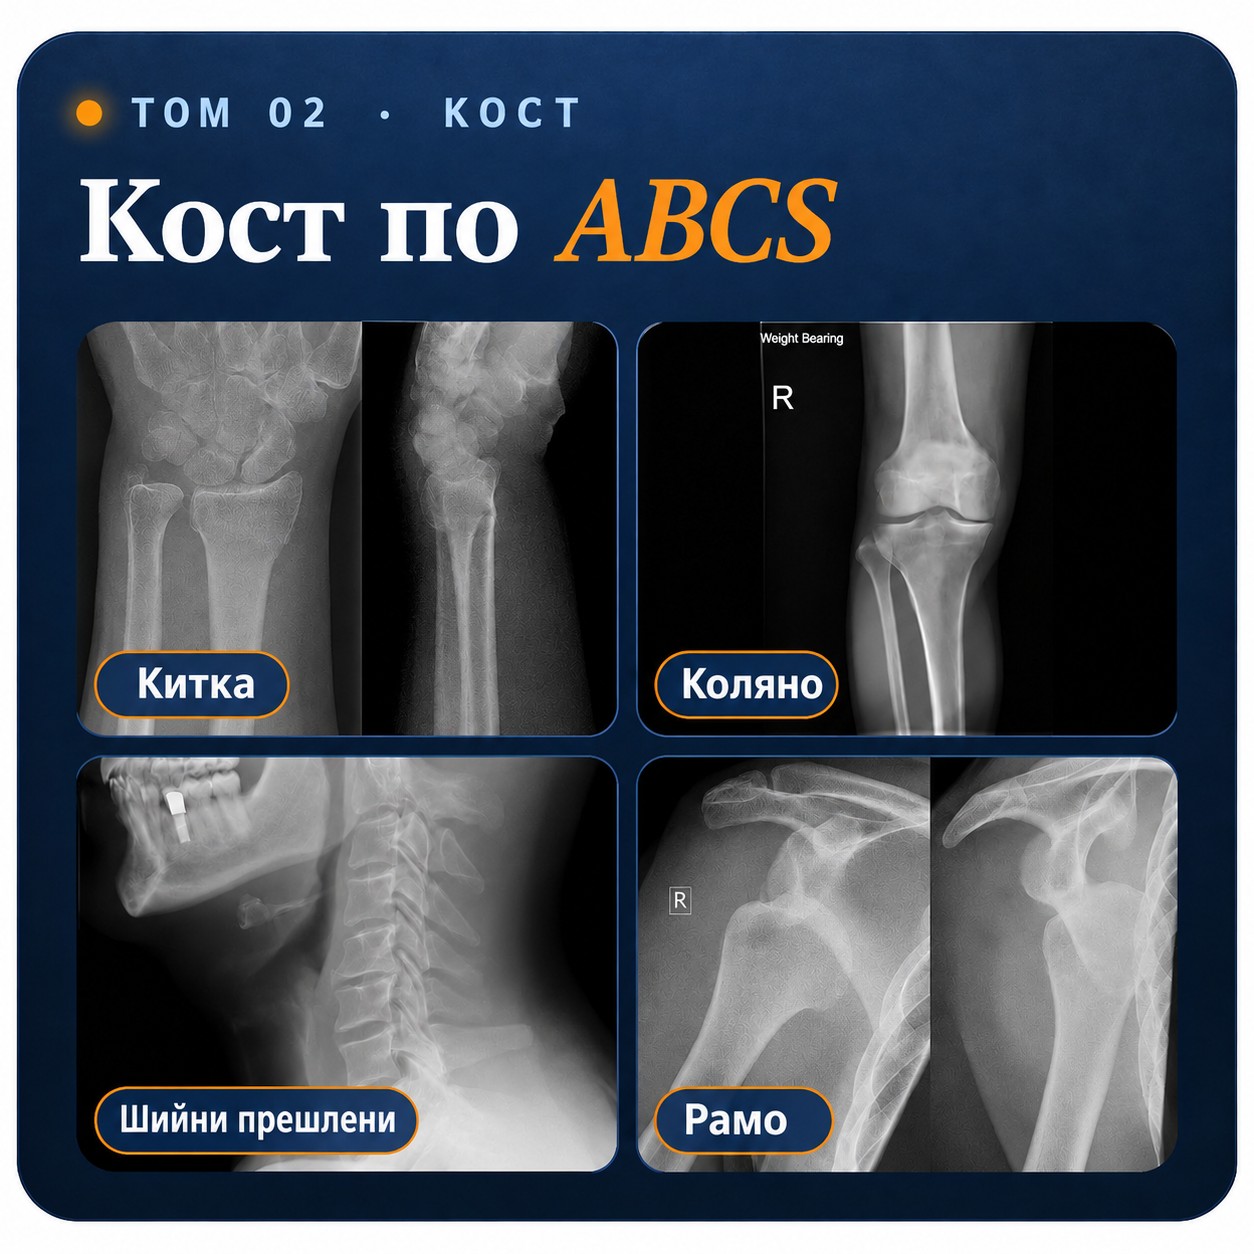 ТОМ 02 · КОСТ
Кост по ABCS
Weight Bearing
R
Китка
Коляно
R
Шийни прешлени
Рамо